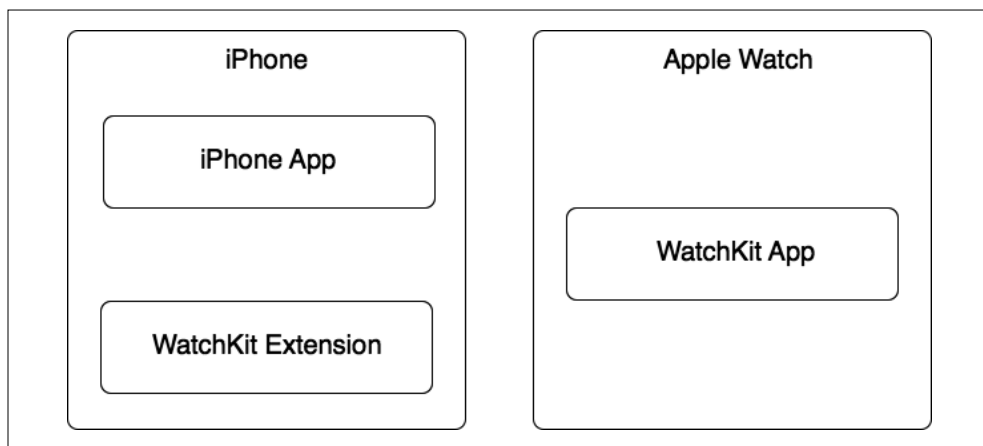 iPhone
iPhone App
WatchKit Extension
Apple Watch
WatchKit App